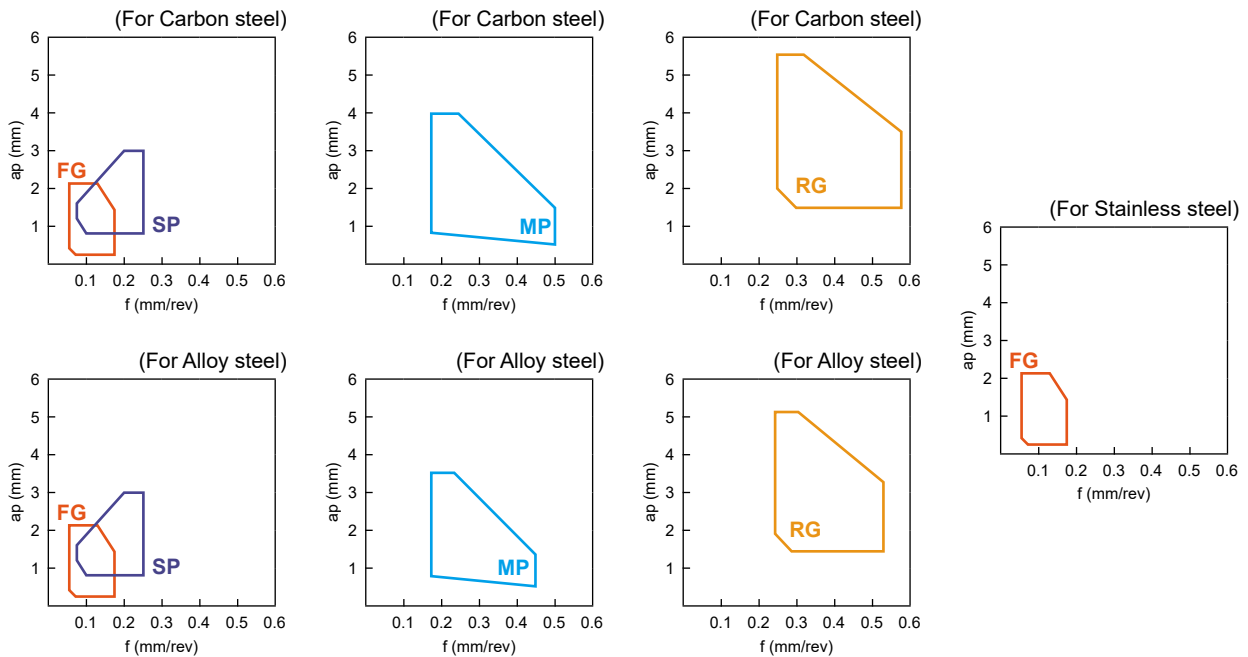 (For Carbon steel)
6
5
4
3
2
1
ap (mm)
FG
SP
0.1 0.2 0.3 0.4 0.5 0.6
f (mm/rev)
(For Carbon steel)
6
5
4
3
2
1
ap (mm)
MP
0.1 0.2 0.3 0.4 0.5 0.6
f (mm/rev)
(For Carbon steel)
6
5
4
3
2
1
ap (mm)
RG
0.1 0.2 0.3 0.4 0.5 0.6
f (mm/rev)
(For Stainless steel)
6
5
4
3
2
1
ap (mm)
FG
0.1 0.2 0.3 0.4 0.5 0.6
f (mm/rev)
(For Alloy steel)
6
5
4
3
2
1
ap (mm)
FG
SP
0.1 0.2 0.3 0.4 0.5 0.6
f (mm/rev)
(For Alloy steel)
6
5
4
3
2
1
ap (mm)
MP
0.1 0.2 0.3 0.4 0.5 0.6
f (mm/rev)
(For Alloy steel)
6
5
4
3
2
1
ap (mm)
RG
0.1 0.2 0.3 0.4 0.5 0.6
f (mm/rev)